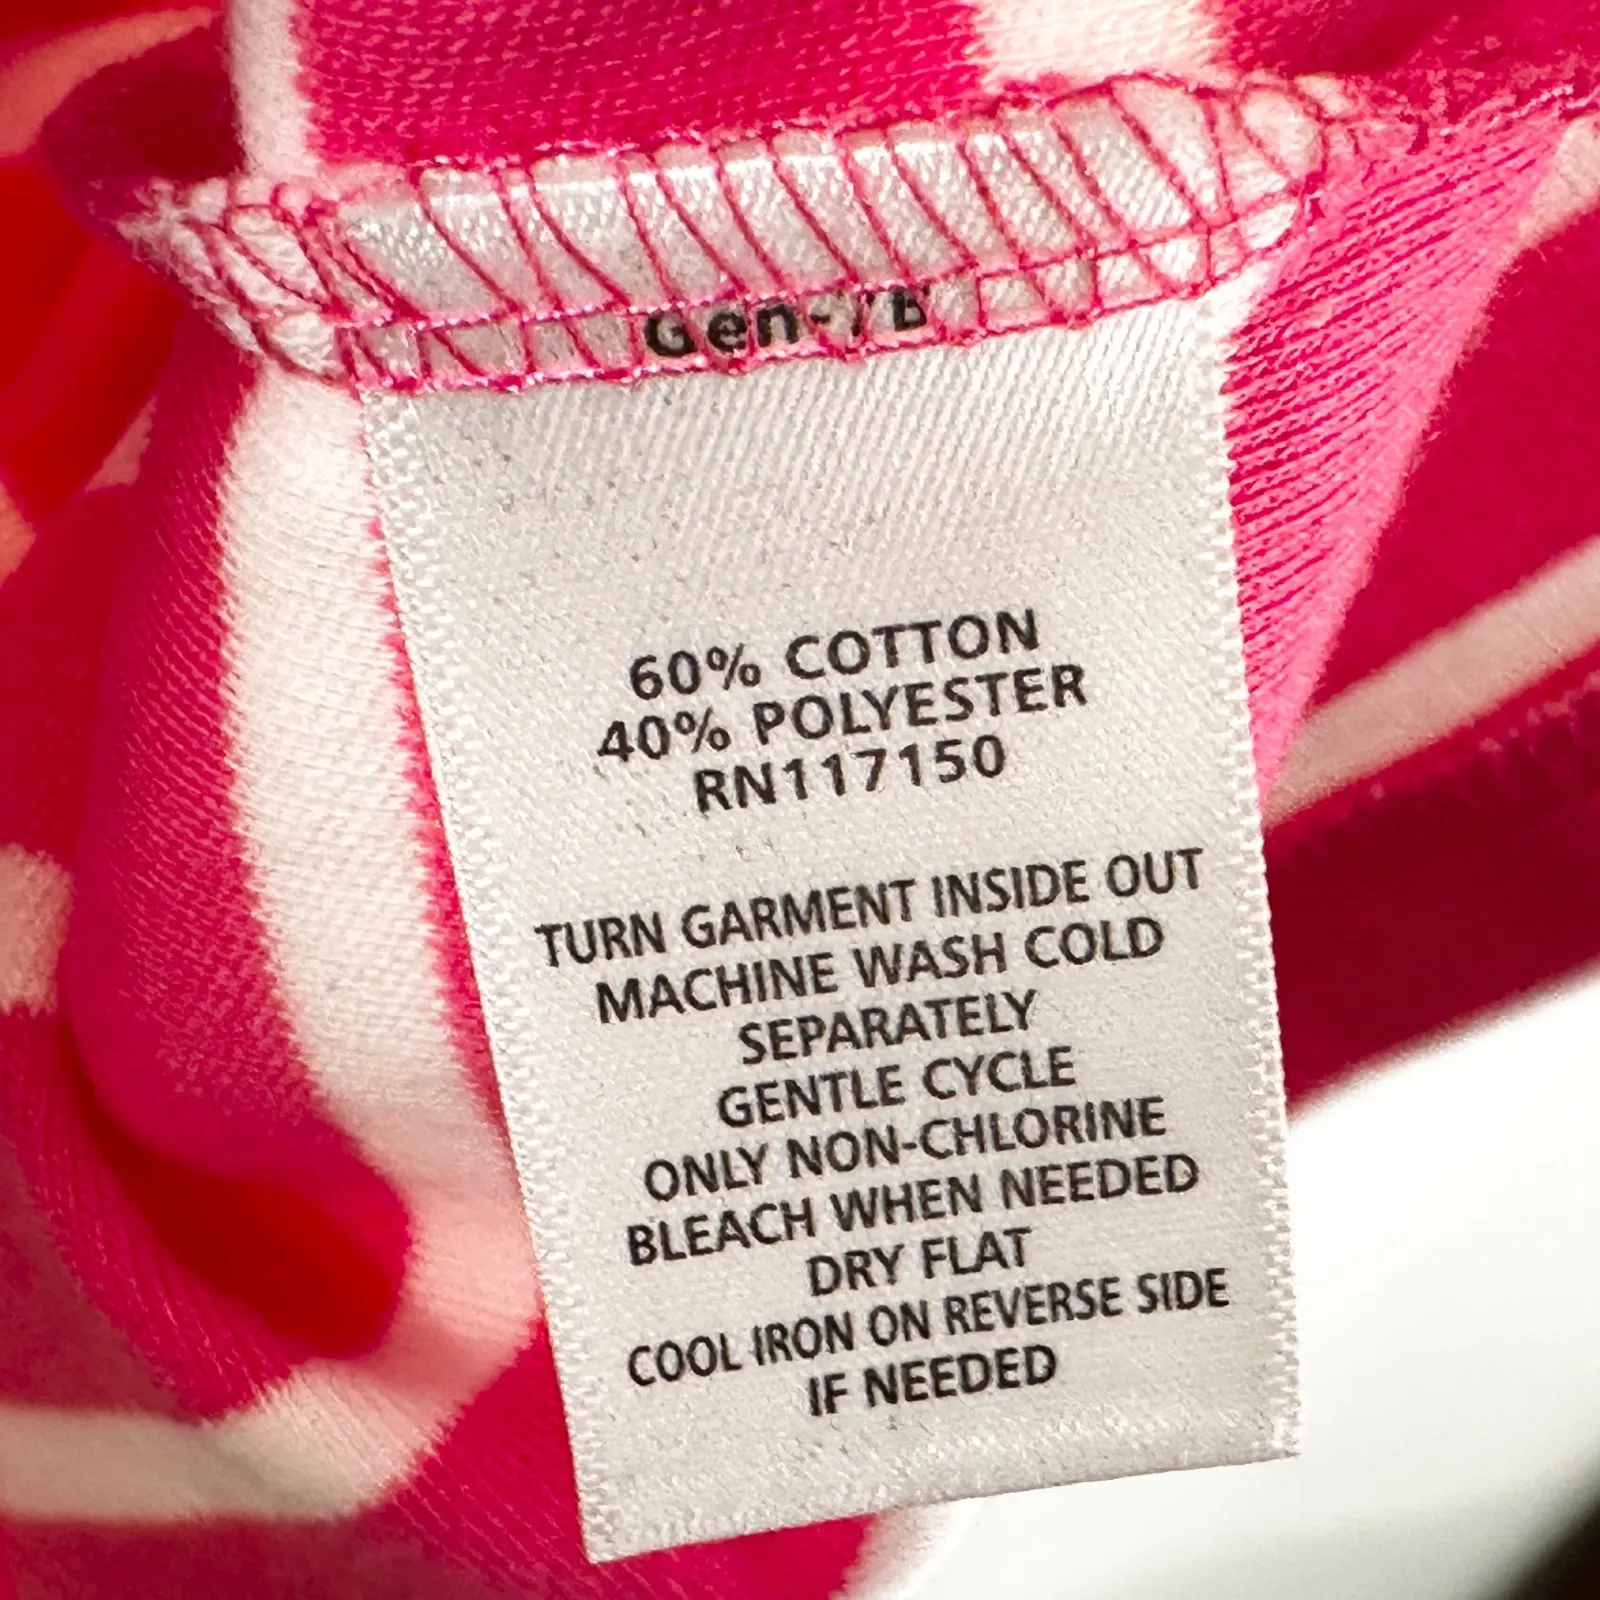 60% COTTON
40% POLYESTER
RN117150
TURN GARMENT INSIDE OUT
MACHINE WASH COLD
SEPARATELY
GENTLE CYCLE
ONLY NON-CHLORINE
BLEACH WHEN NEEDED
DRY FLAT
COOL IRON ON REVERSE SIDE
IF NEEDED